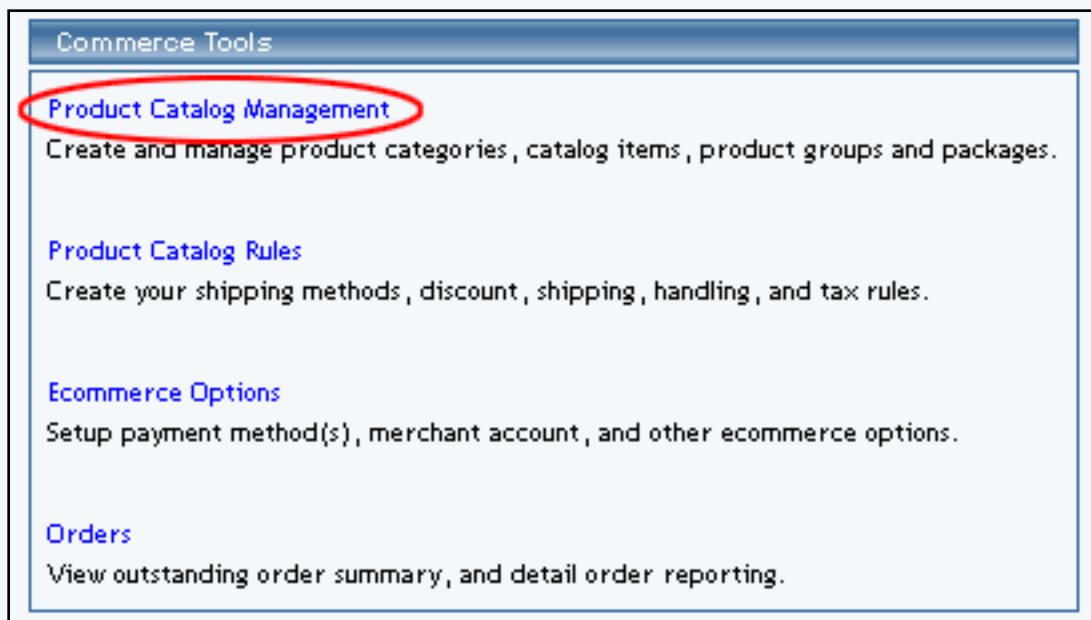 Commerce Tools
Product Catalog Management
Create and manage product categories, catalog items, product groups and packages.
Product Catalog Rules
Create your shipping methods, discount, shipping, handling, and tax rules.
Ecommerce Options
Setup payment method(s), merchant account, and other ecommerce options.
Orders
View outstanding order summary, and detail order reporting.